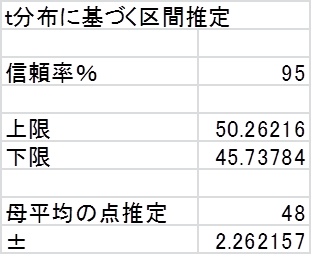 t分布に基づく区間推定
信頼率% 95
上限 50.26216
下限 45.73784
母平均の点推定 48
± 2.262157